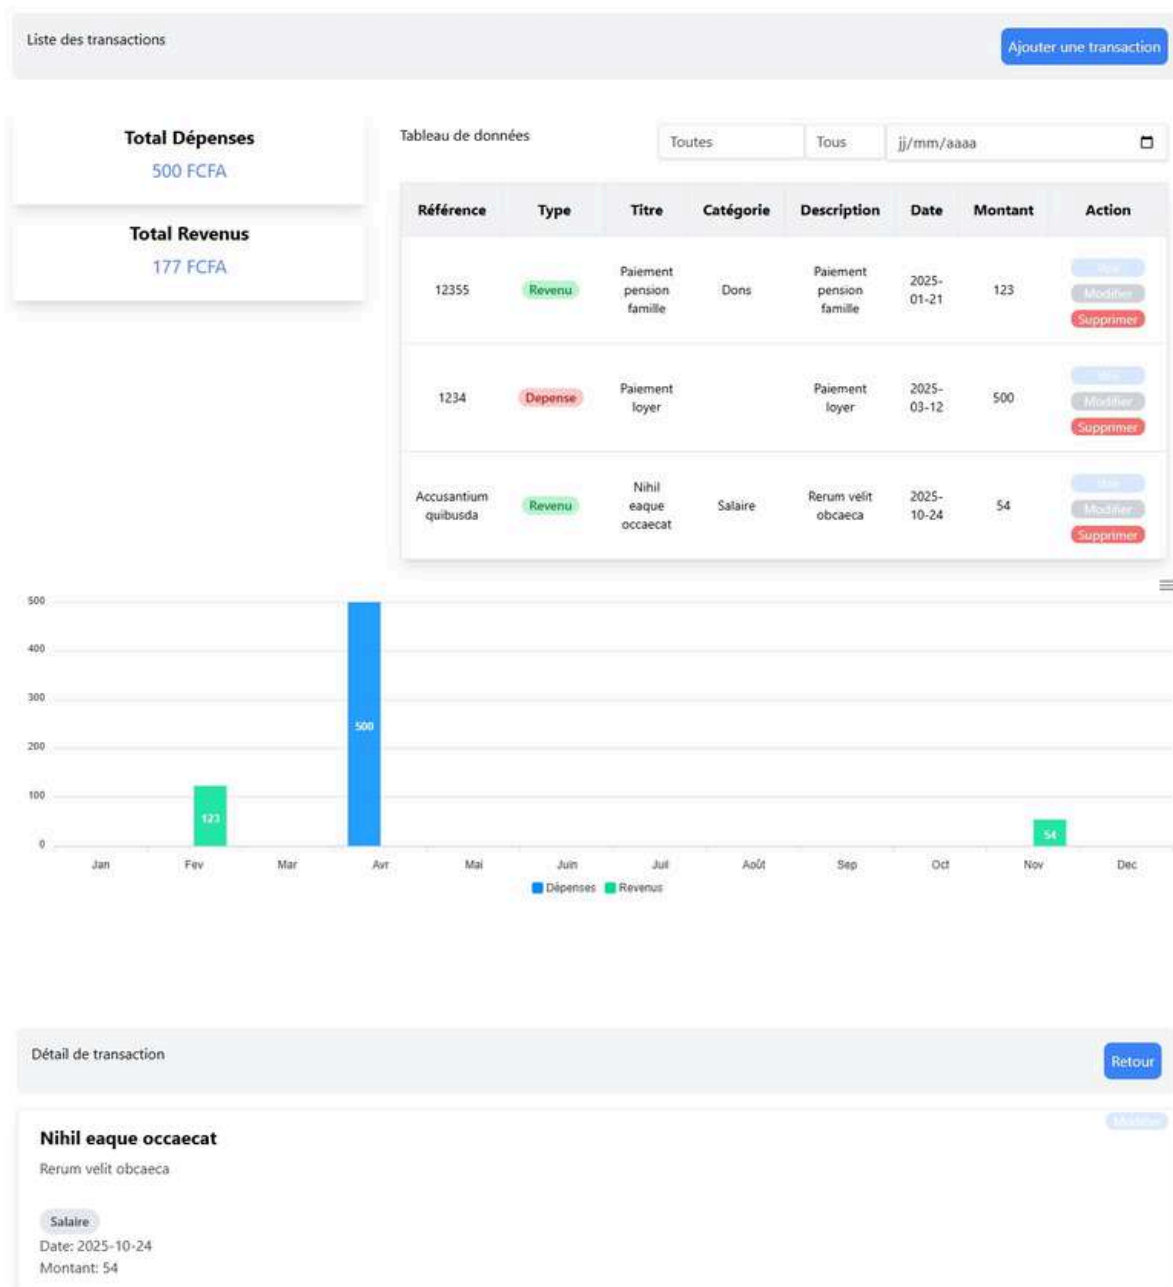 Liste des transactions
Ajouter une transaction
Total Dépenses
500 FCFA
Total Revenus
177 FCFA
Tableau de données
Toutes
Tous
jj/mm/aaaa
Référence Type Titre Catégorie Description Date Montant Action
12355 Revenu Paiement pension famille Dons Paiement pension famille 2025-01-21 123
Modifier
Supprimer
1234 Depense Paiement loyer Paiement loyer 2025-03-12 500
Modifier
Supprimer
Accusantium quibusda Revenu Nihil eaque occaecat Salaire Rerum velit obcaeca 2025-10-24 54
Modifier
Supprimer
500
400
300
200
100
0
500
123
54
Jan Fev Mar Avr Mai Juin Juil Août Sep Oct Nov Dec
Dépenses Revenus
Détail de transaction
Retour
Nihil eaque occaecat
Rerum velit obcaeca
Salaire
Date: 2025-10-24
Montant: 54